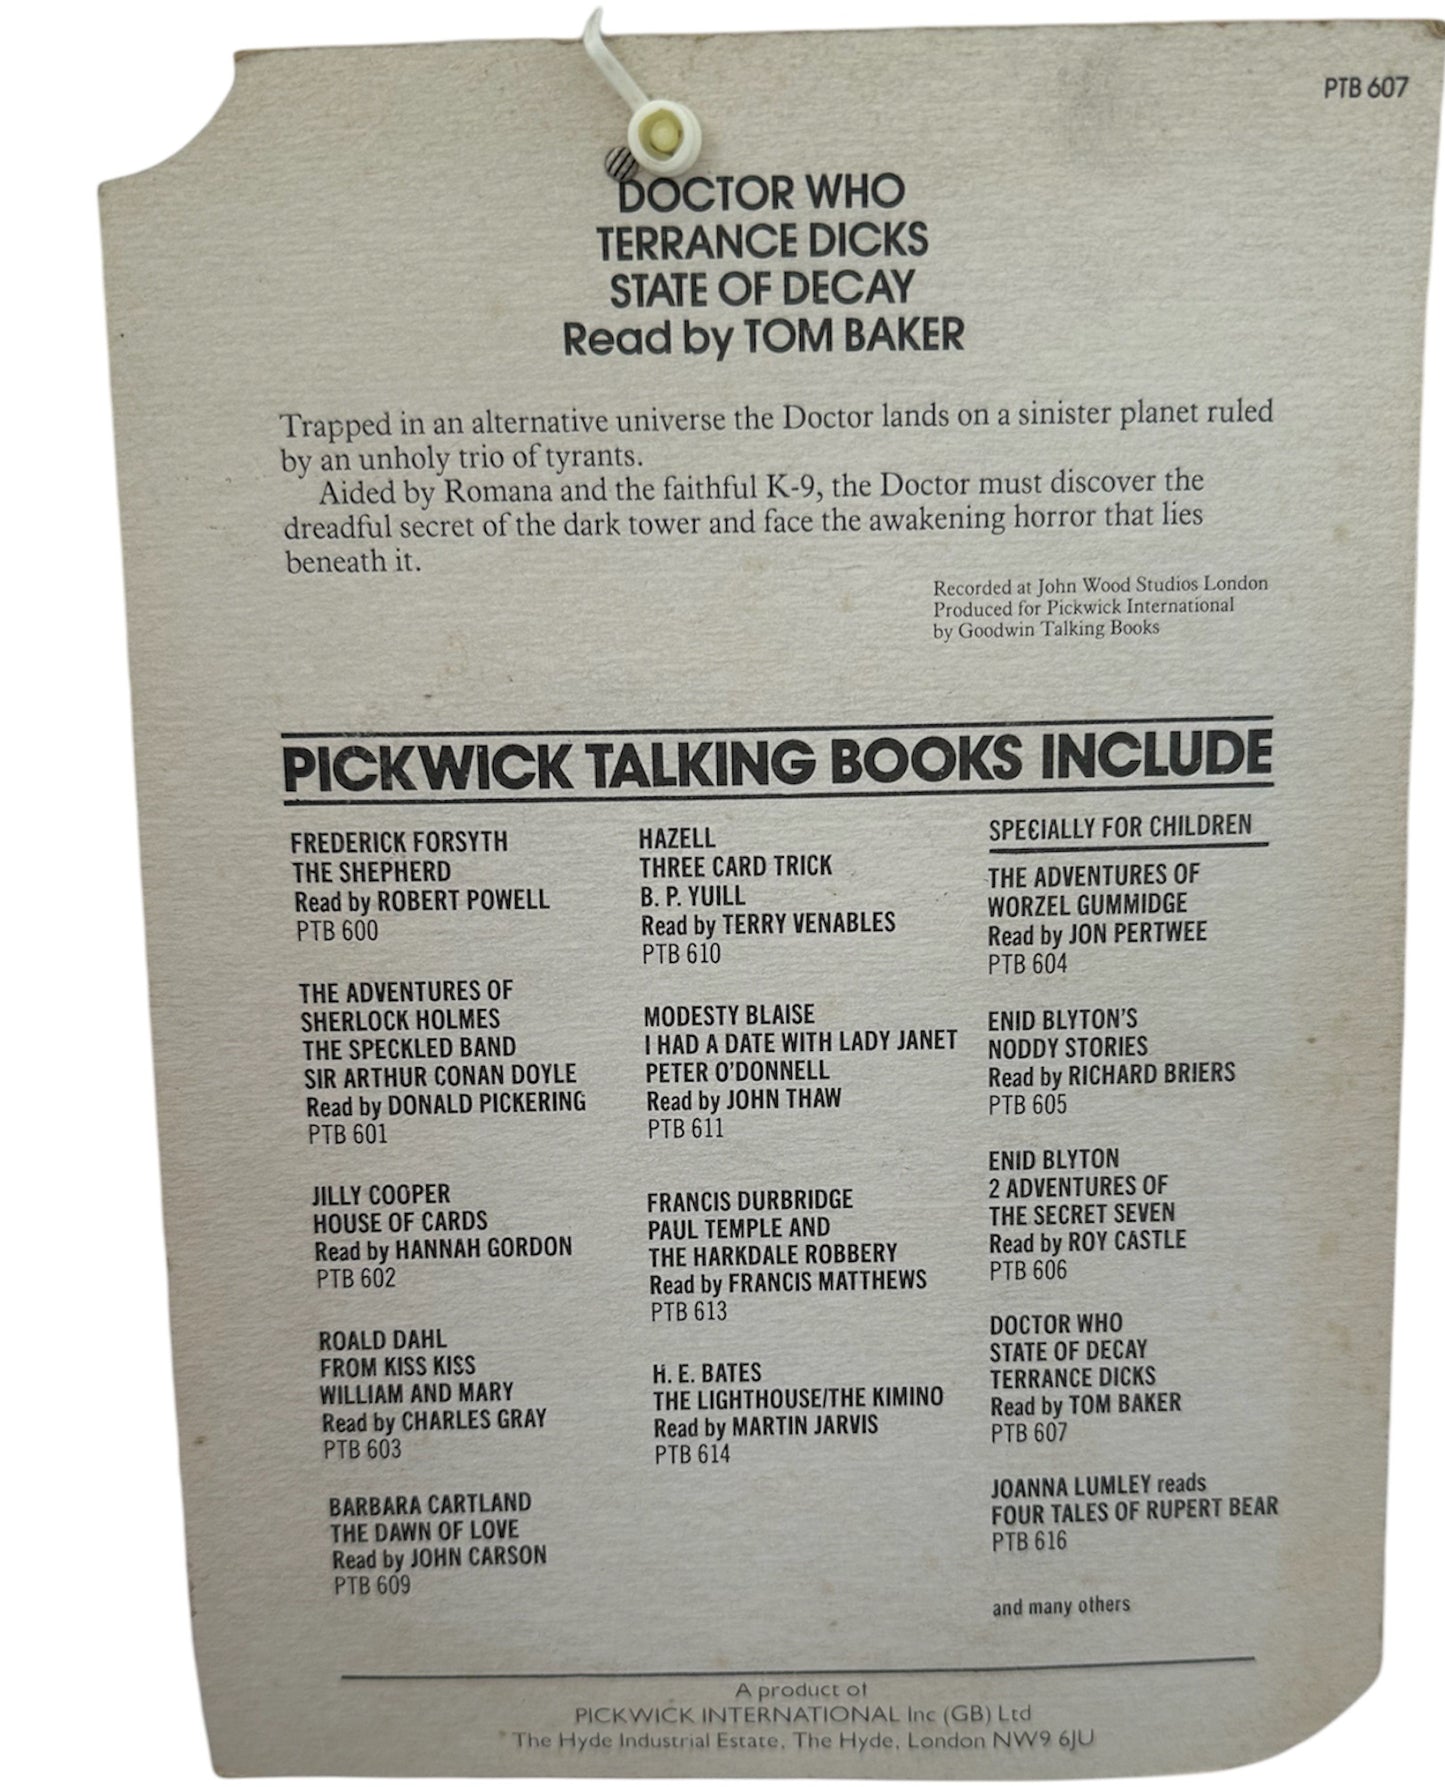 PTB 607
DOCTOR WHO
TERRANCE DICKS
STATE OF DECAY
Read by TOM BAKER
Trapped in an alternative universe the Doctor lands on a sinister planet ruled
by an unholy trio of tyrants.
Aided by Romana and the faithful K-9, the Doctor must discover the
dreadful secret of the dark tower and face the awakening horror that lies
beneath it.
Recorded at John Wood Studios London
Produced for Pickwick International
by Goodwin Talking Books
PICKWICK TALKING BOOKS INCLUDE
FREDERICK FORSYTH
THE SHEPHERD
Read by ROBERT POWELL
PTB 600
THE ADVENTURES OF
SHERLOCK HOLMES
THE SPECKLED BAND
SIR ARTHUR CONAN DOYLE
Read by DONALD PICKERING
PTB 601
JILLY COOPER
HOUSE OF CARDS
Read by HANNAH GORDON
PTB 602
ROALD DAHL
FROM KISS KISS
WILLIAM AND MARY
Read by CHARLES GRAY
PTB 603
BARBARA CARTLAND
THE DAWN OF LOVE
Read by JOHN CARSON
PTB 609
HAZELL
THREE CARD TRICK
B. P. YUILL
Read by TERRY VENABLES
PTB 610
MODESTY BLAISE
I HAD A DATE WITH LADY JANET
PETER O'DONNELL
Read by JOHN THAW
PTB 611
FRANCIS DURBRIDGE
PAUL TEMPLE AND
THE HARKDALE ROBBERY
Read by FRANCIS MATTHEWS
PTB 613
H. E. BATES
THE LIGHTHOUSE/THE KIMINO
Read by MARTIN JARVIS
PTB 614
SPECIALLY FOR CHILDREN
THE ADVENTURES OF
WORZEL GUMMIDGE
Read by JON PERTWEE
PTB 604
ENID BLYTON'S
NODDY STORIES
Read by RICHARD BRIERS
PTB 605
ENID BLYTON
2 ADVENTURES OF
THE SECRET SEVEN
Read by ROY CASTLE
PTB 606
DOCTOR WHO
STATE OF DECAY
TERRANCE DICKS
Read by TOM BAKER
PTB 607
JOANNA LUMLEY reads
FOUR TALES OF RUPERT BEAR
PTB 616
and many others
A product of
PICKWICK INTERNATIONAL Inc (GB) Ltd
The Hyde Industrial Estate, The Hyde, London NW9 6JU